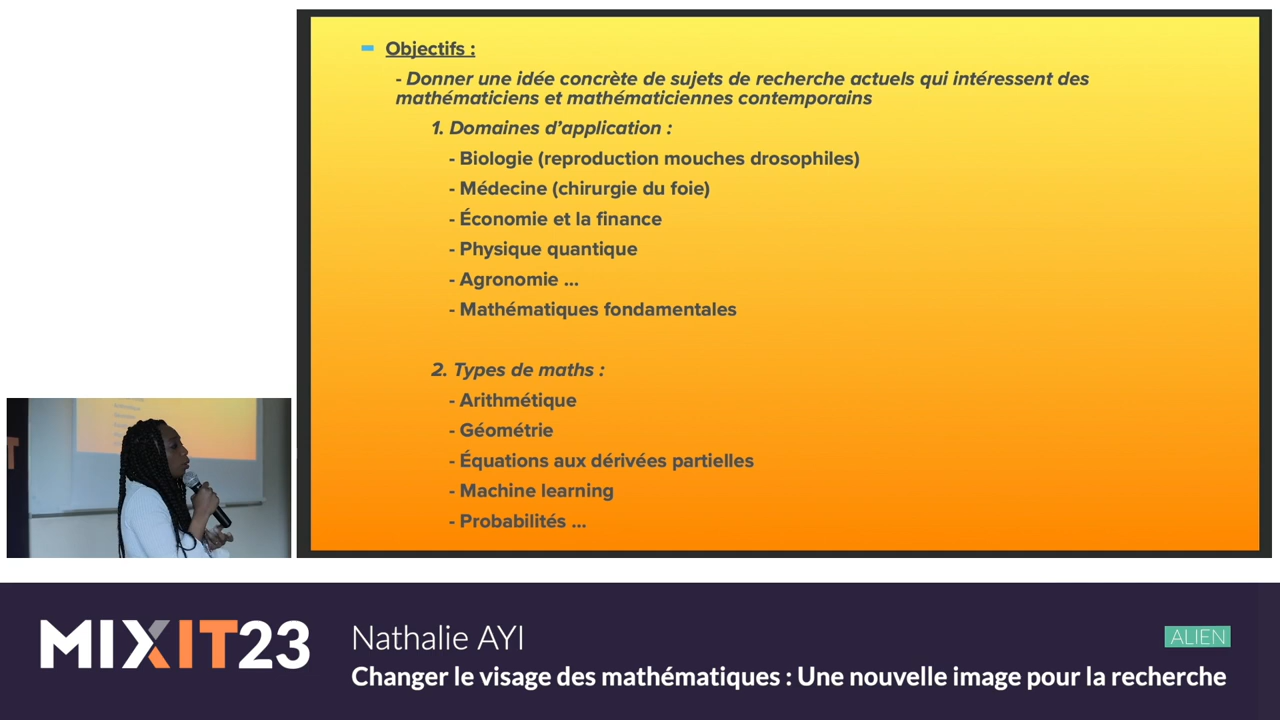 Objectifs :
- Donner une idée concrète de sujets de recherche actuels qui intéressent des
mathématiciens et mathématiciennes contemporains
1. Domaines d’application :
- Biologie (reproduction mouches drosophiles)
- Médecine (chirurgie du foie)
- Économie et la finance
- Physique quantique
- Agronomie ...
- Mathématiques fondamentales
2. Types de maths :
- Arithmétique
- Géométrie
- Équations aux dérivées partielles
- Machine learning
- Probabilités ...
MIXIT23
Nathalie AYI
ALIEN
Changer le visage des mathématiques : Une nouvelle image pour la recherche